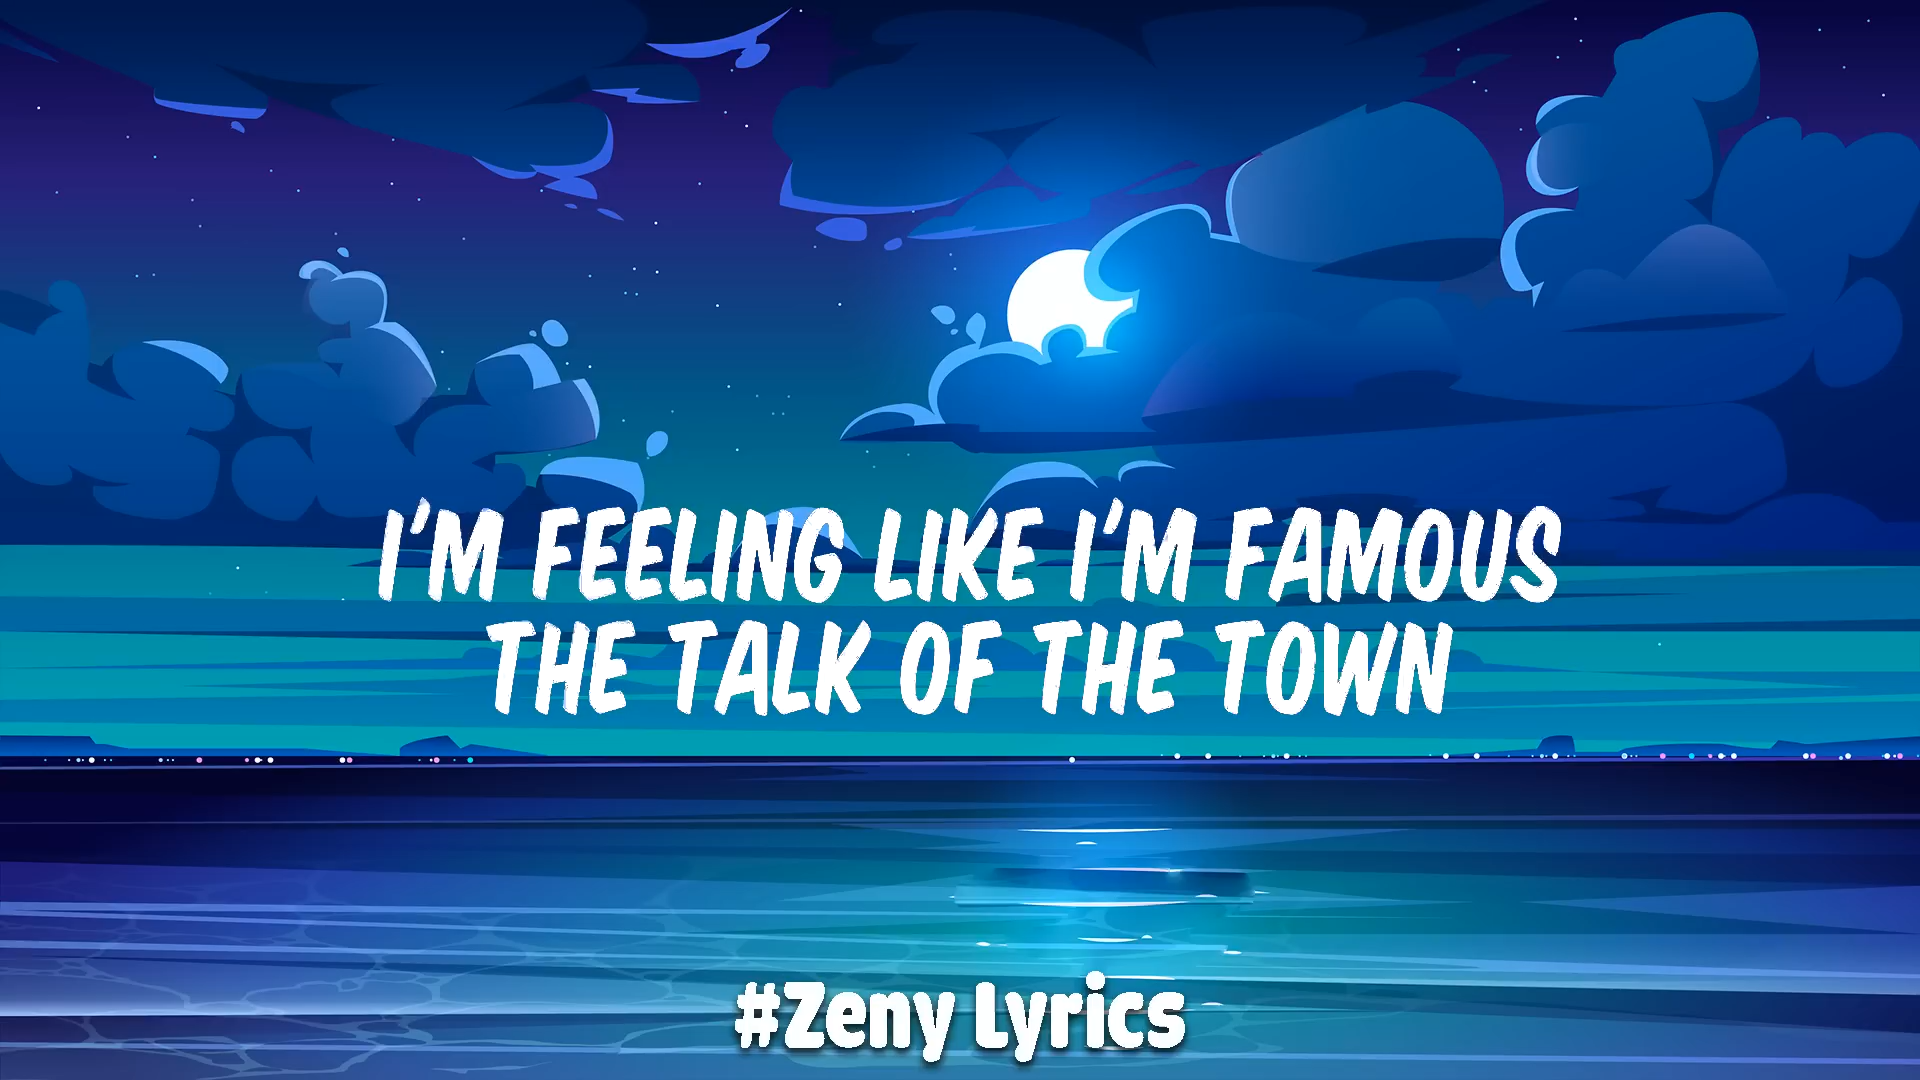 I'M FEELING LIKE I'M FAMOUS
THE TALK OF THE TOWN
#Zeny Lyrics